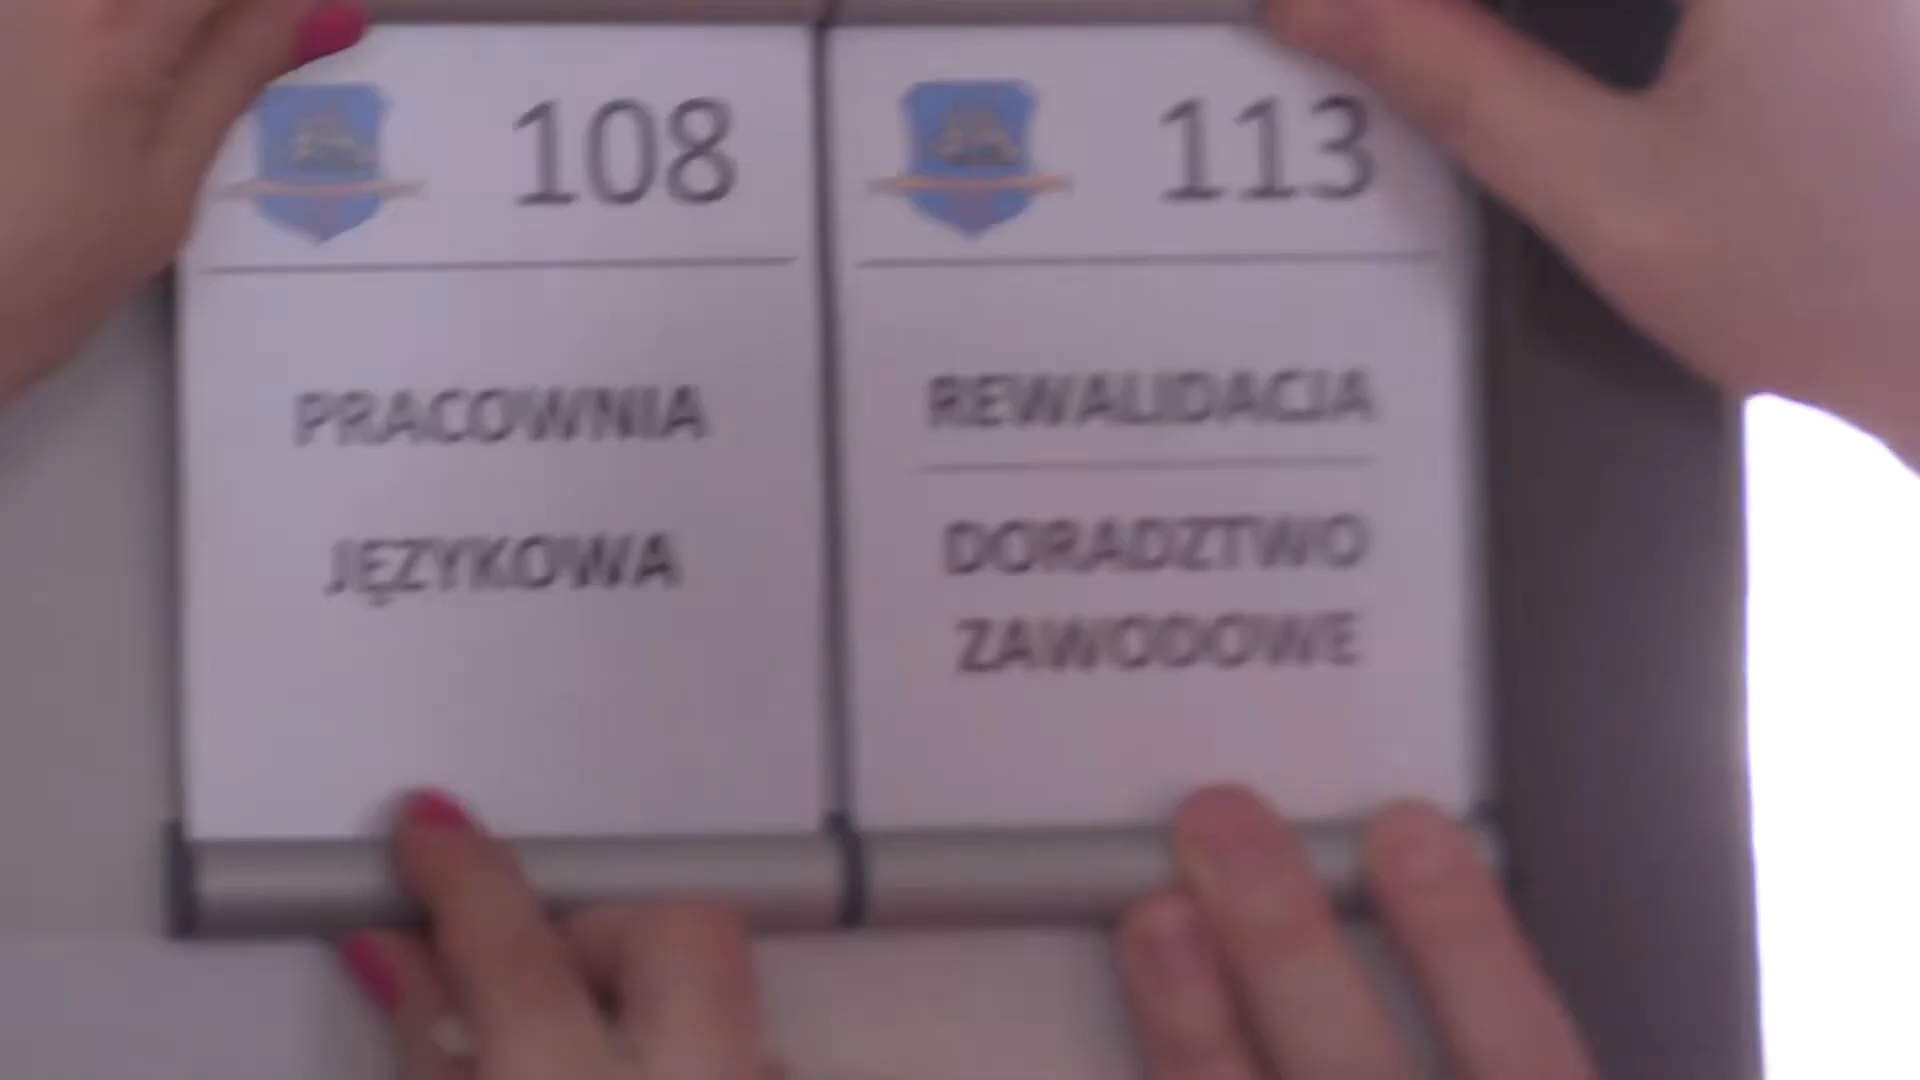 108
PRACOWNIA
JĘZYKOWA
113
REWALIDACJA
DORADZTWO
ZAWODOWE